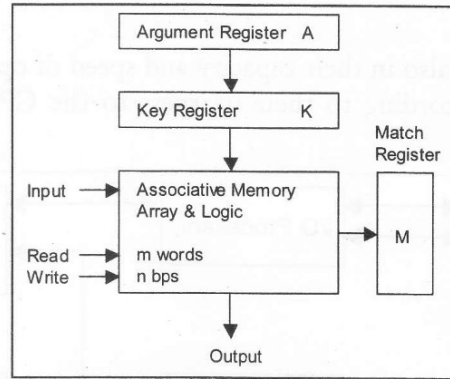 Argument Register A
Key Register K
Match
Register
Input
Associative Memory
Array & Logic
M
Read
m words
Write
n bps
Output